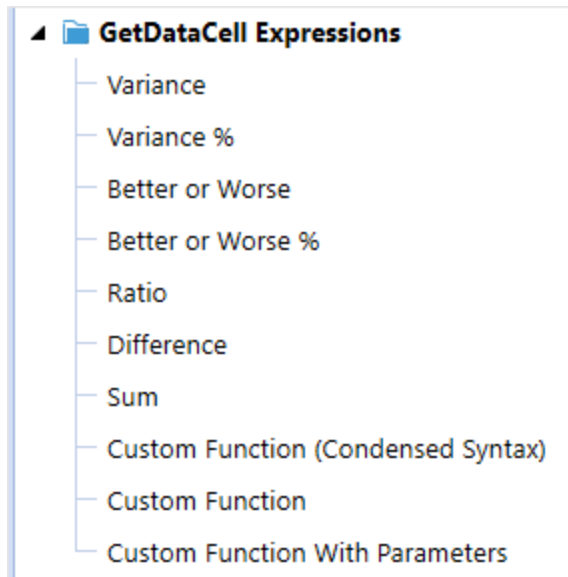 GetDataCell Expressions
Variance
Variance %
Better or Worse
Better or Worse %
Ratio
Difference
Sum
Custom Function (Condensed Syntax)
Custom Function
Custom Function With Parameters